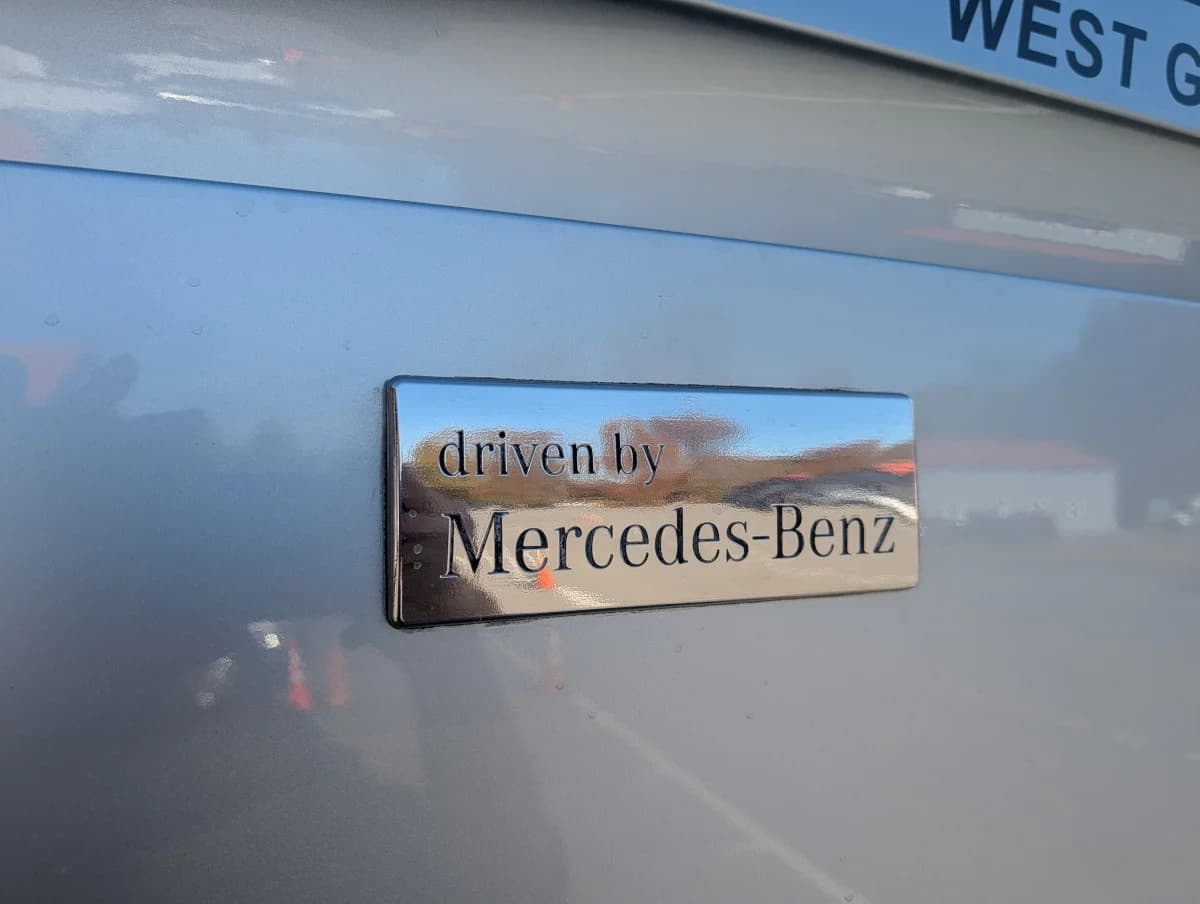 WEST G
driven by
Mercedes-Benz